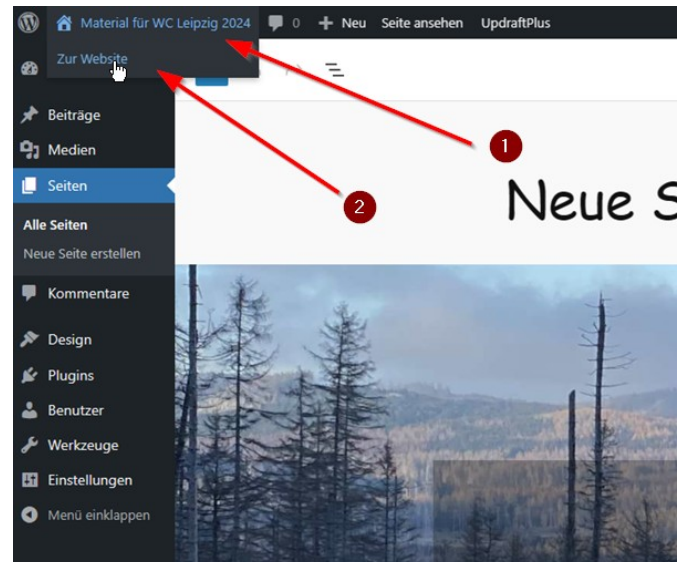 Material für WC Leipzig 2024 0 Neu Seite ansehen UpdraftPlus
Zur Website
Beiträge
Medien
Seiten
Alle Seiten
Neue Seite erstellen
Kommentare
Design
Plugins
Benutzer
Werkzeuge
Einstellungen
Menü einklappen
1
2
Neue S